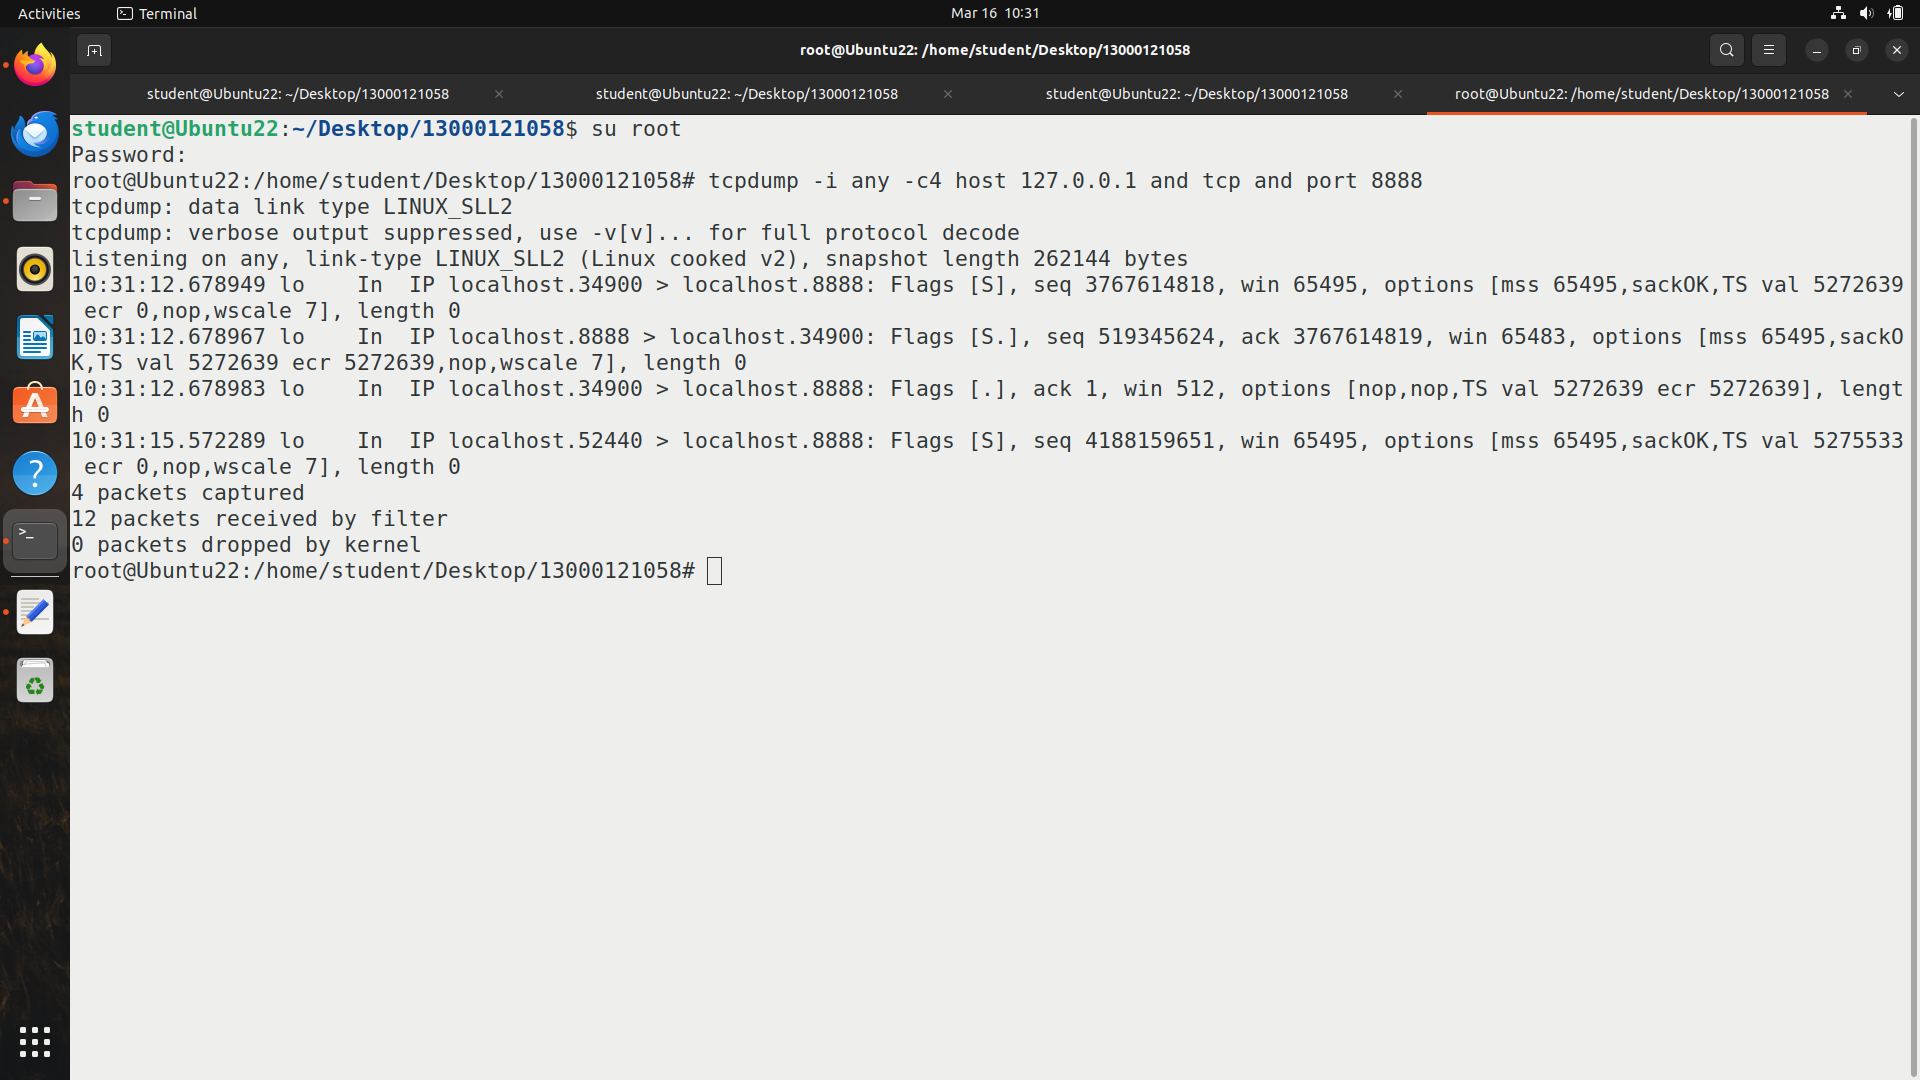 Activities
Terminal
Mar 16 10:31
root@Ubuntu22: /home/student/Desktop/13000121058
student@Ubuntu22: ~/Desktop/13000121058
student@Ubuntu22: ~/Desktop/13000121058
student@Ubuntu22: ~/Desktop/13000121058
root@Ubuntu22: /home/student/Desktop/13000121058
student@Ubuntu22:~/Desktop/13000121058$ su root
Password:
root@Ubuntu22:/home/student/Desktop/13000121058# tcpdump -i any -c4 host 127.0.0.1 and tcp and port 8888
tcpdump: data link type LINUX_SLL2
tcpdump: verbose output suppressed, use -v[v]... for full protocol decode
listening on any, link-type LINUX_SLL2 (Linux cooked v2), snapshot length 262144 bytes
10:31:12.678949 lo    In  IP localhost.34900 > localhost.8888: Flags [S], seq 3767614818, win 65495, options [mss 65495,sackOK,TS val 5272639
 ecr 0,nop,wscale 7], length 0
10:31:12.678967 lo    In  IP localhost.8888 > localhost.34900: Flags [S.], seq 519345624, ack 3767614819, win 65483, options [mss 65495,sackO
K,TS val 5272639 ecr 5272639,nop,wscale 7], length 0
10:31:12.678983 lo    In  IP localhost.34900 > localhost.8888: Flags [.], ack 1, win 512, options [nop,nop,TS val 5272639 ecr 5272639], lengt
h 0
10:31:15.572289 lo    In  IP localhost.52440 > localhost.8888: Flags [S], seq 4188159651, win 65495, options [mss 65495,sackOK,TS val 5275533
 ecr 0,nop,wscale 7], length 0
4 packets captured
12 packets received by filter
0 packets dropped by kernel
root@Ubuntu22:/home/student/Desktop/13000121058#